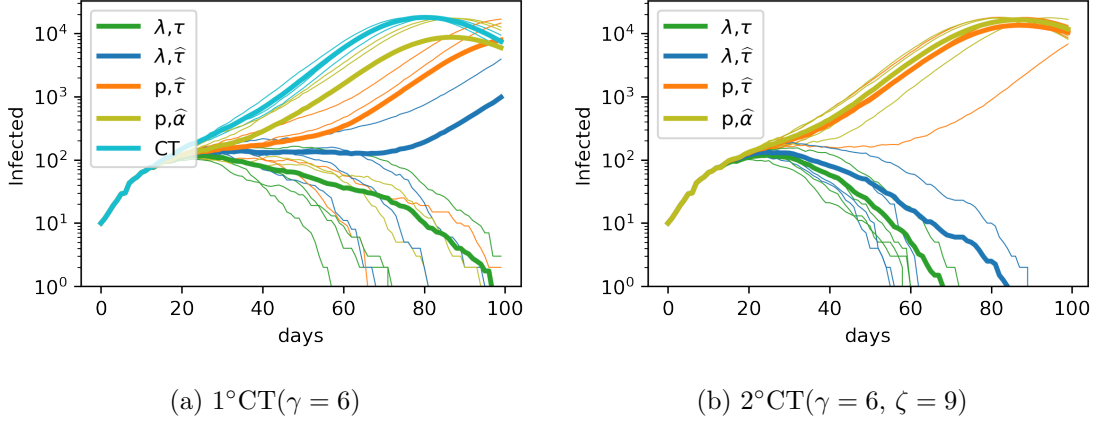 10⁴
10³
10²
10¹
10⁰
Infected
0 20 40 60 80 100
days
λ,τ
λ,τ̂
p,τ̂
p,α̂
CT
(a) 1°CT(γ = 6)
10⁴
10³
10²
10¹
10⁰
Infected
0 20 40 60 80 100
days
λ,τ
λ,τ̂
p,τ̂
p,α̂
(b) 2°CT(γ = 6, ζ = 9)